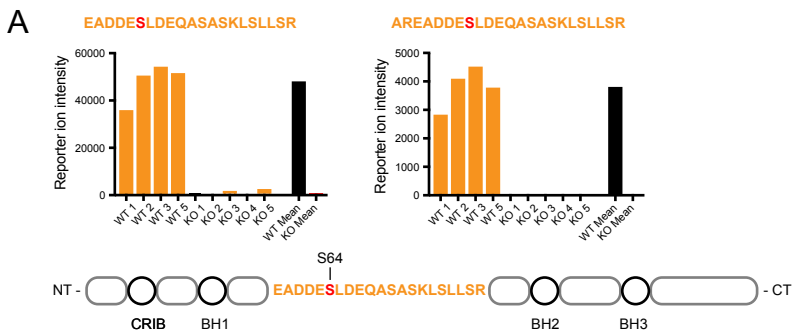 A
EADDESLDEQASASKLSLLSR
AREADDESLDEQASASKLSLLSR
Reporter ion intensity
60000
40000
20000
0
WT 1
WT 2
WT 3
WT 5
KO 1
KO 2
KO 3
KO 4
KO 5
WT Mean
KO Mean
Reporter ion intensity
5000
4000
3000
2000
1000
0
WT 1
WT 2
WT 3
WT 5
KO 1
KO 2
KO 3
KO 4
KO 5
WT Mean
KO Mean
S64
NT - EADDESLDEQASASKLSLLSR - CT
CRIB BH1 BH2 BH3